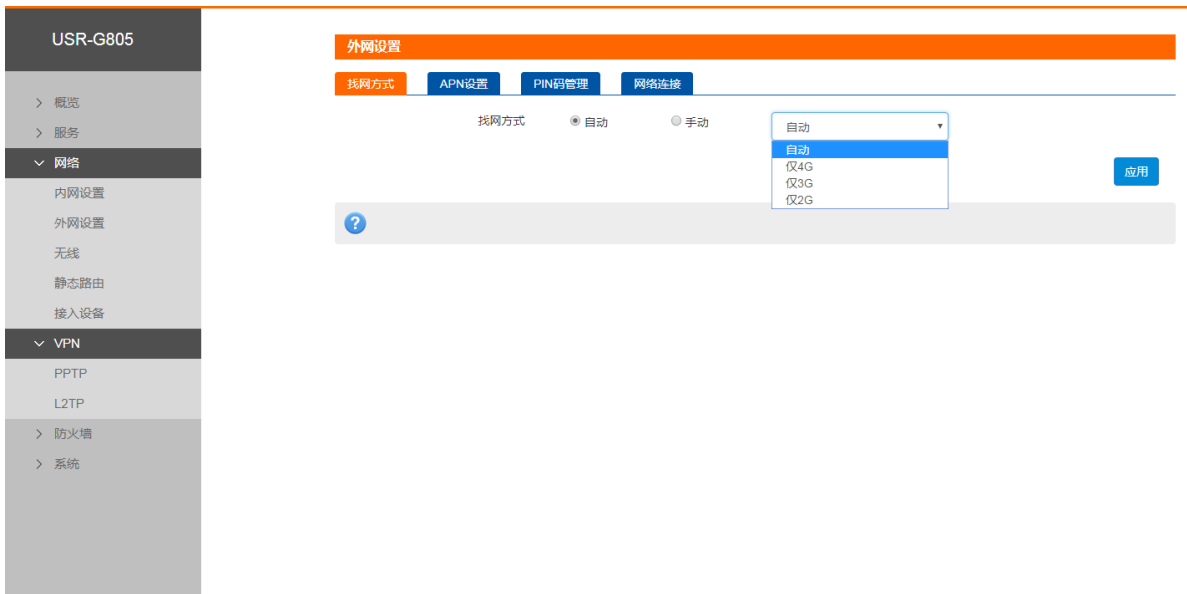 USR-G805
概览
服务
网络
内网设置
外网设置
无线
静态路由
接入设备
VPN
PPTP
L2TP
防火墙
系统
外网设置
找网方式 APN设置 PIN码管理 网络连接
找网方式 自动 手动 自动
自动
仅4G
仅3G
仅2G
应用
?